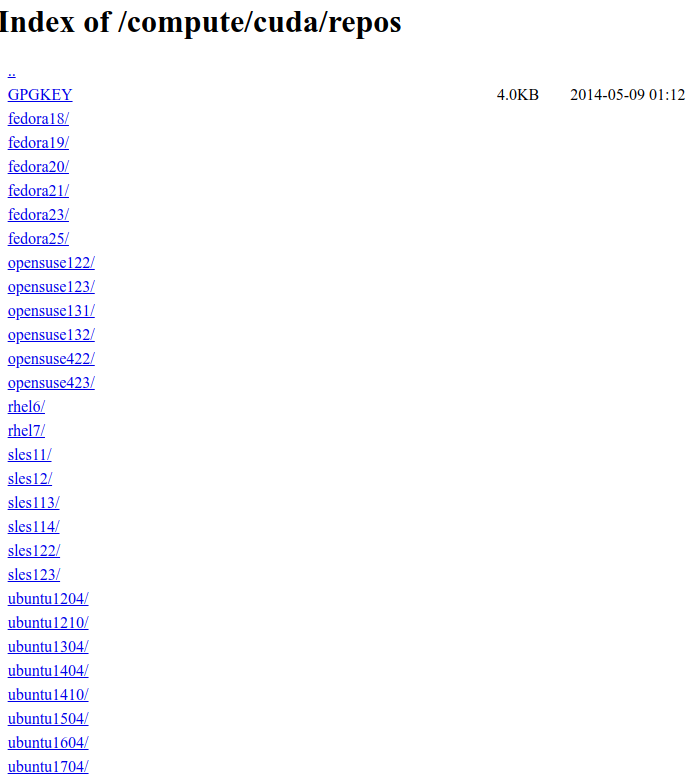 Index of /compute/cuda/repos
..
GPGKEY 4.0KB 2014-05-09 01:12
fedora18/
fedora19/
fedora20/
fedora21/
fedora23/
fedora25/
opensuse122/
opensuse123/
opensuse131/
opensuse132/
opensuse422/
opensuse423/
rhel6/
rhel7/
sles11/
sles12/
sles113/
sles114/
sles122/
sles123/
ubuntu1204/
ubuntu1210/
ubuntu1304/
ubuntu1404/
ubuntu1410/
ubuntu1504/
ubuntu1604/
ubuntu1704/